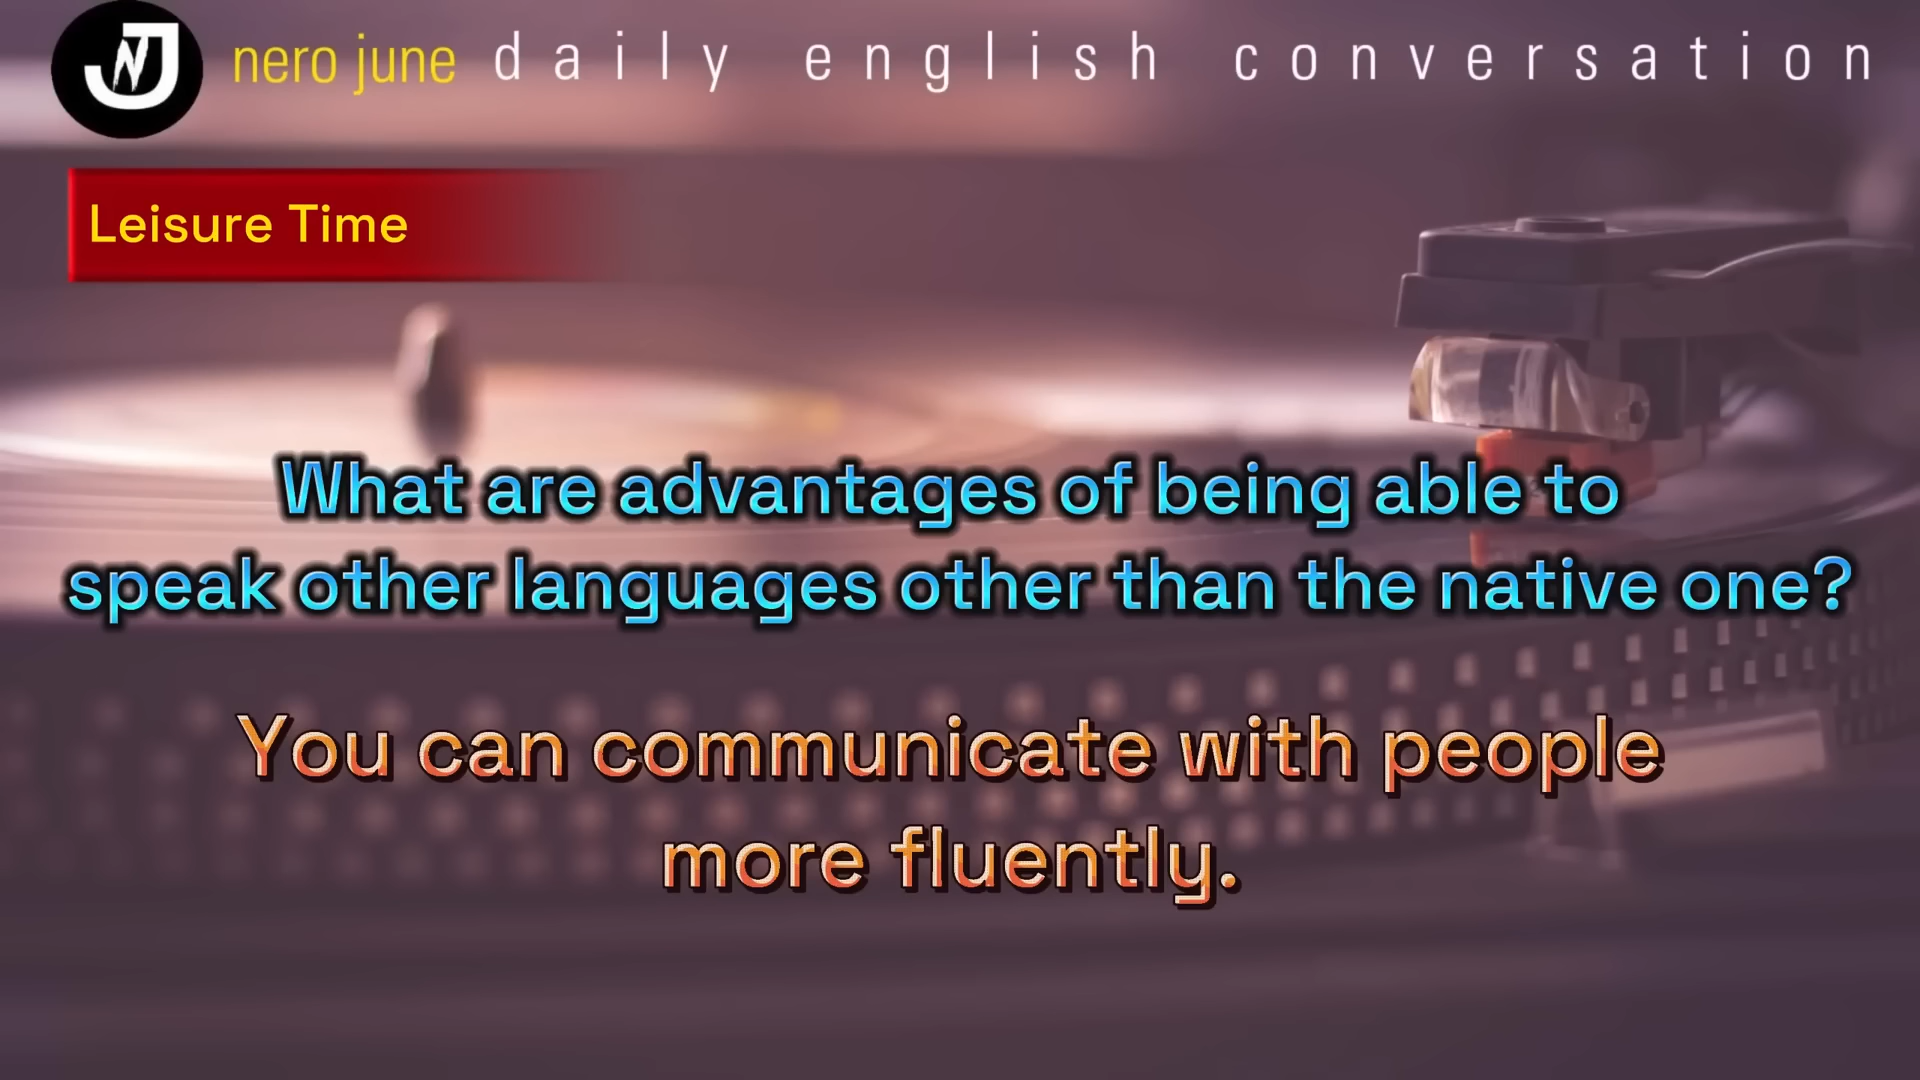 nero june daily english conversation
Leisure Time
What are advantages of being able to
speak other languages other than the native one?
You can communicate with people
more fluently.